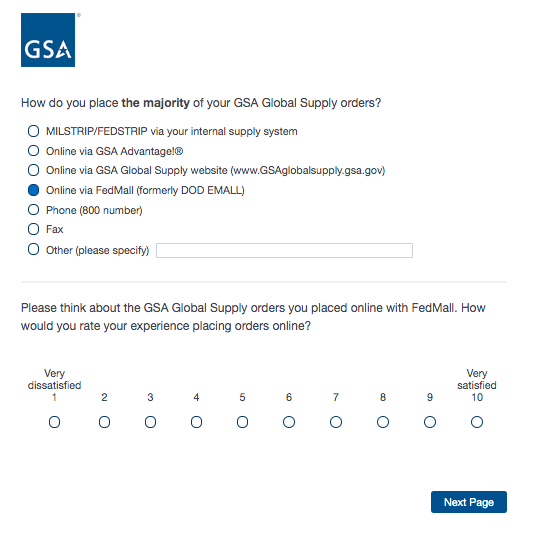 GSA
®
How do you place the majority of your GSA Global Supply orders?
MILSTRIP/FEDSTRIP via your internal supply system
Online via GSA Advantage!®
Online via GSA Global Supply website (www.GSAglobalsupply.gsa.gov)
Online via FedMall (formerly DOD EMALL)
Phone (800 number)
Fax
Other (please specify)
Please think about the GSA Global Supply orders you placed online with FedMall. How
would you rate your experience placing orders online?
Very dissatisfied Very satisfied
1 2 3 4 5 6 7 8 9 10
Next Page